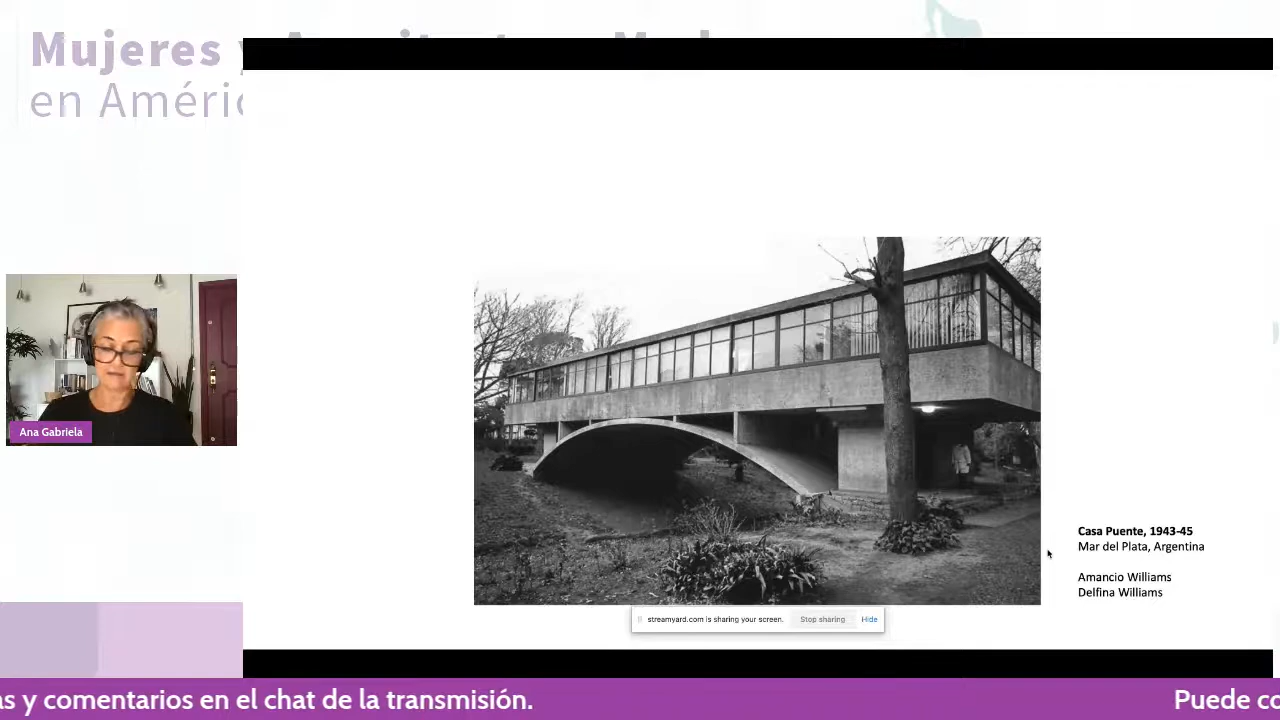 Mujeres y
en Améric
Ana Gabriela
Casa Puente, 1943-45
Mar del Plata, Argentina
Amancio Williams
Delfina Williams
streamyard.com is sharing your screen.
Stop sharing
Hide
as y comentarios en el chat de la transmisión.
Puede co